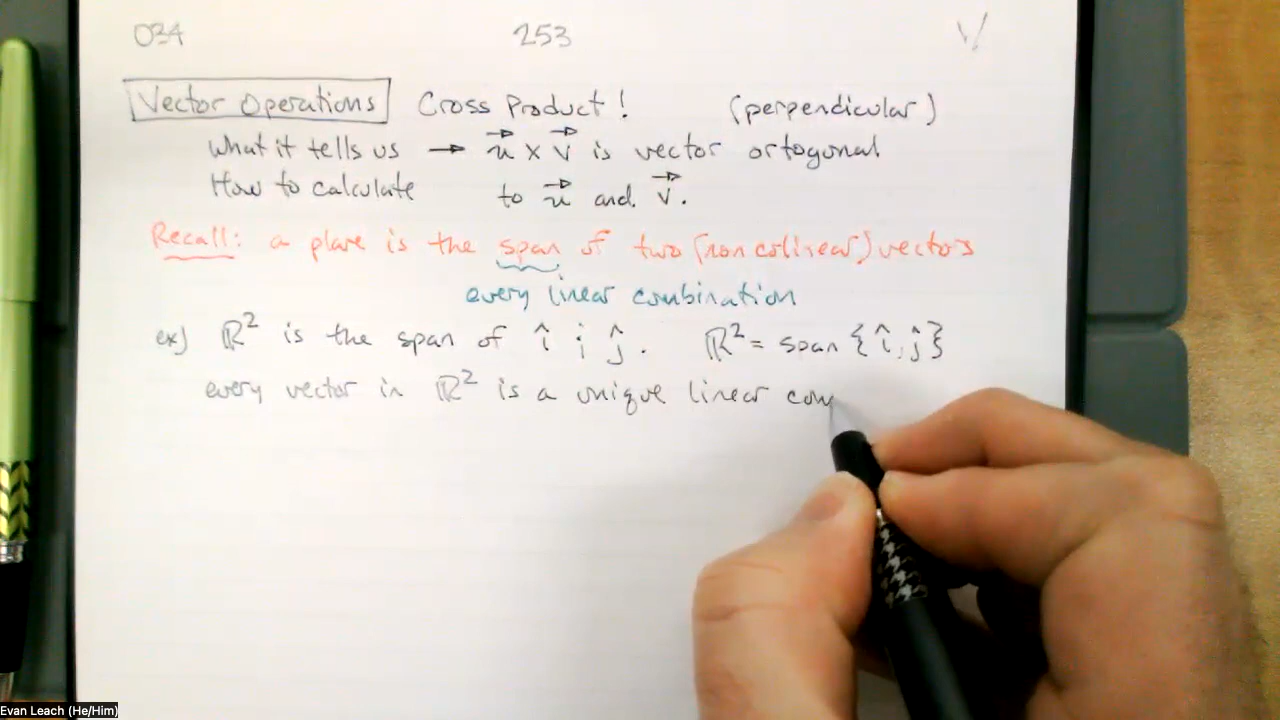 034 253 V
Vector Operations Cross Product! (perpendicular)
What it tells us → u⃗ × v⃗ is vector ortogonal
How to calculate to u⃗ and v⃗.
Recall: a plane is the span of two (non colinear) vectors
every linear combination
ex) ℝ² is the span of î ; ĵ. ℝ² = span {î, ĵ}
every vector in ℝ² is a unique linear com
Evan Leach (He/Him)